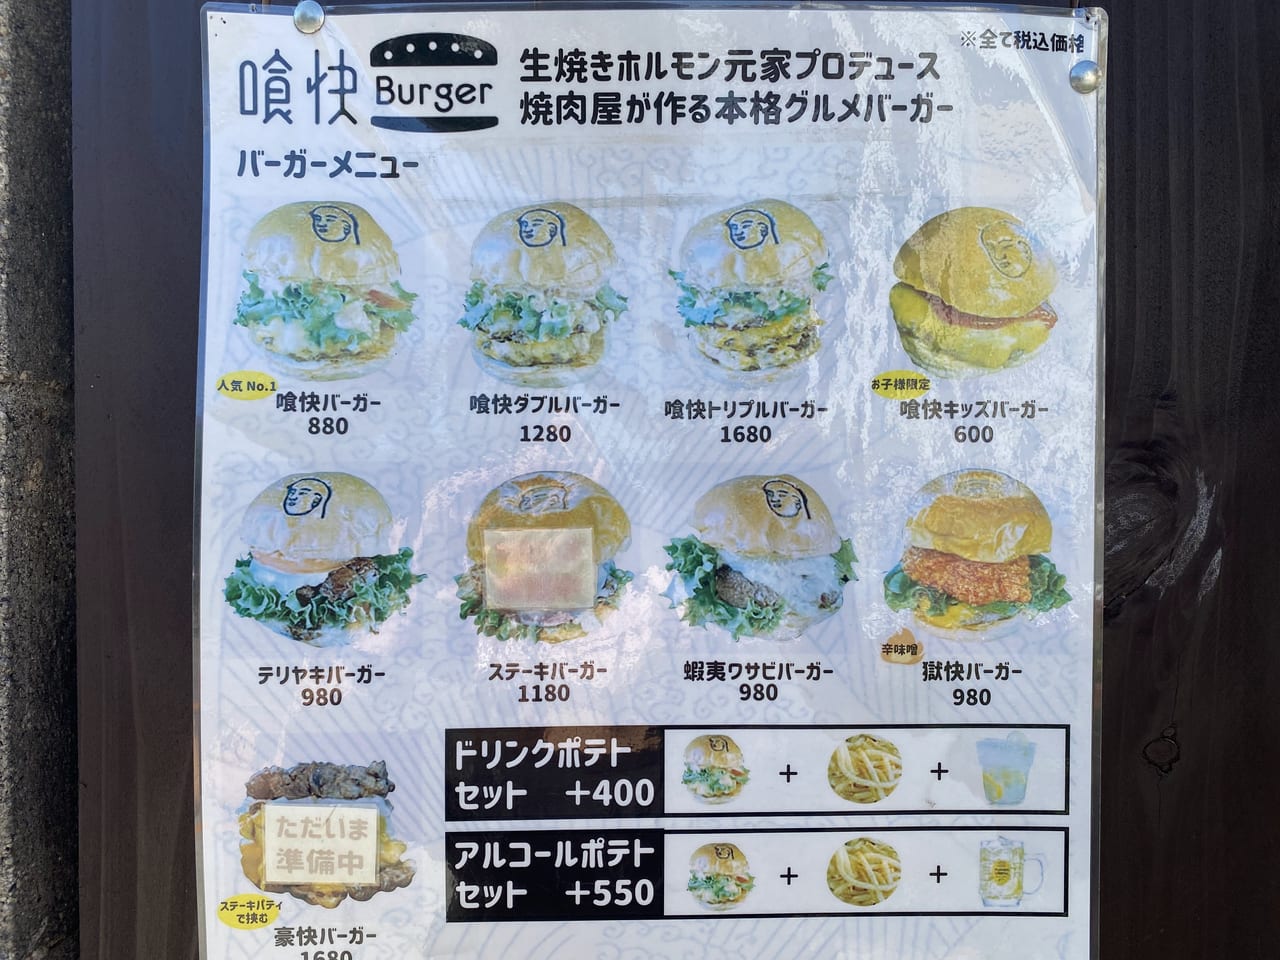 ※全て税込価格
喰快 Burger
生焼きホルモン元家プロデュース
焼肉屋が作る本格グルメバーガー
バーガーメニュー
人気 No.1
喰快バーガー
880
喰快ダブルバーガー
1280
喰快トリプルバーガー
1680
お子様限定
喰快キッズバーガー
600
テリヤキバーガー
980
ステーキバーガー
1180
蝦夷ワサビバーガー
980
辛味噌
獄快バーガー
980
ただいま
準備中
ステーキパティ
で挟む
豪快バーガー
1680
ドリンクポテト
セット +400
+ +
アルコールポテト
セット +550
+ +